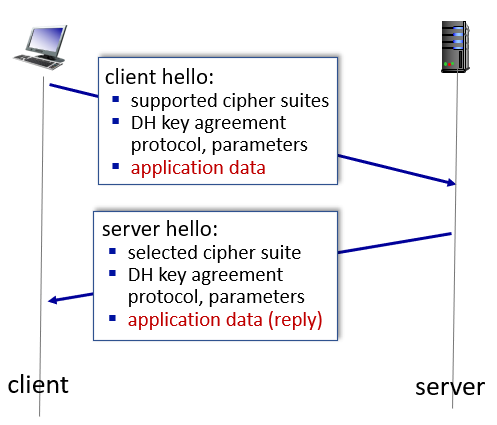 client hello:
▪ supported cipher suites
▪ DH key agreement
protocol, parameters
▪ application data
server hello:
▪ selected cipher suite
▪ DH key agreement
protocol, parameters
▪ application data (reply)
client
server